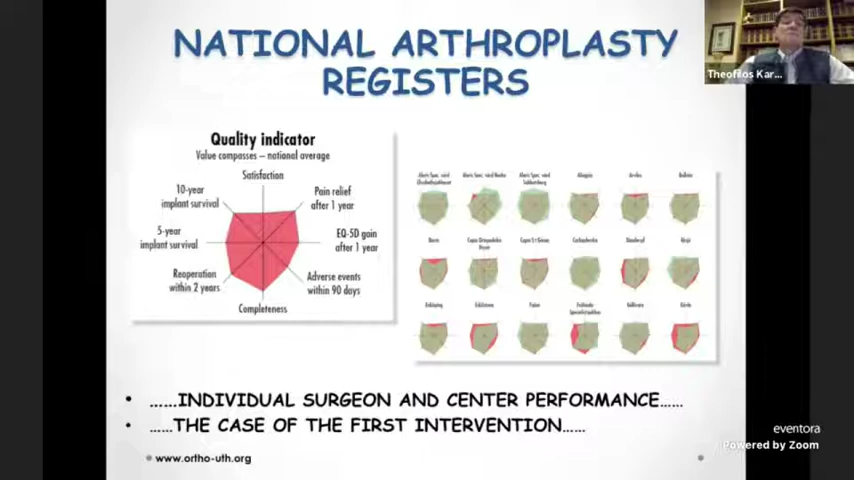 NATIONAL ARTHROPLASTY
REGISTERS
Theofilos Kar...
Quality indicator
Value compasses – national average
Satisfaction
10-year
implant survival
Pain relief
after 1 year
5-year
implant survival
EQ-5D gain
after 1 year
Reoperation
within 2 years
Adverse events
within 90 days
Completeness
• ......INDIVIDUAL SURGEON AND CENTER PERFORMANCE......
• ......THE CASE OF THE FIRST INTERVENTION......
www.ortho-uth.org
eventora
Powered by Zoom